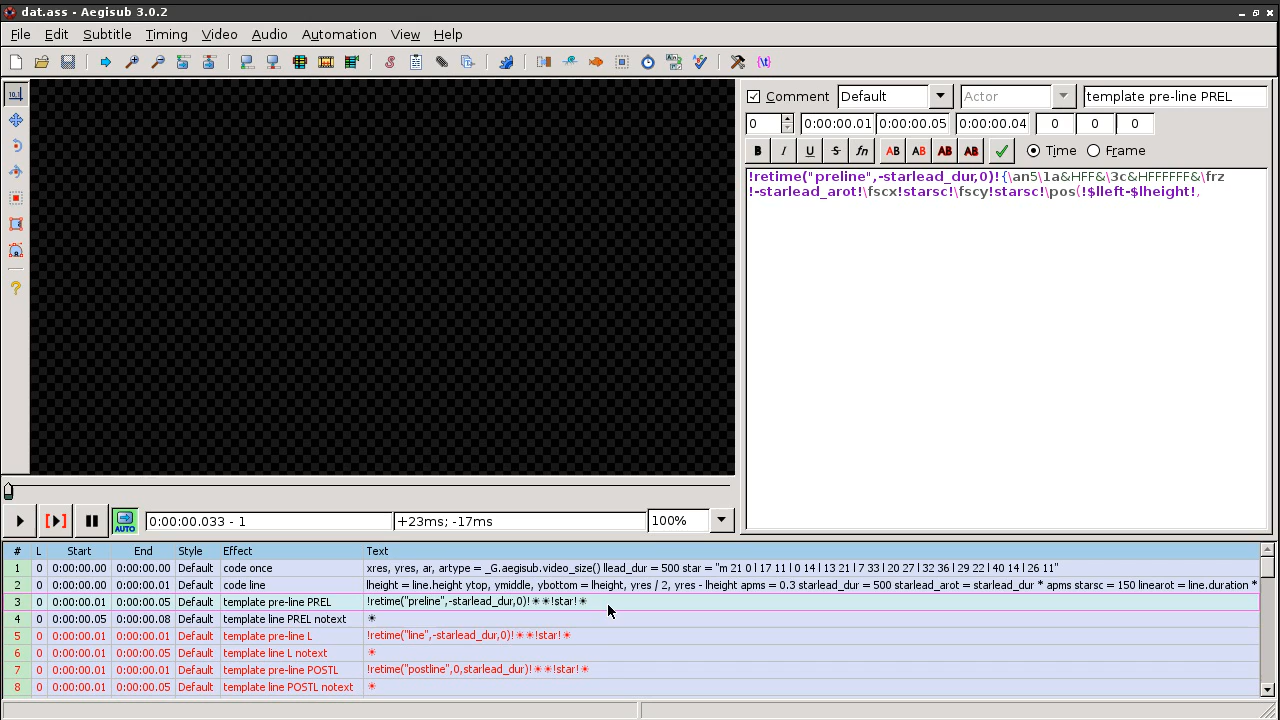 dat.ass - Aegisub 3.0.2
File Edit Subtitle Timing Video Audio Automation View Help
Comment Default Actor template pre-line PREL
0 0:00:00.01 0:00:00.05 0:00:00.04 0 0 0
B I U S fn AB AB AB AB Time Frame
!retime("preline",-starlead_dur,0)!{\an5\1a&HFF&\3c&HFFFFFF&\frz
!-starlead_arot!\fscx!starsc!\fscy!starsc!\pos(!$lleft-$lheight!,
AUTO 0:00:00.033 - 1 +23ms; -17ms 100%
# L Start End Style Effect Text
1 0 0:00:00.00 0:00:00.00 Default code once xres, yres, ar, artype = _G.aegisub.video_size() llead_dur = 500 star = "m 21 0 l 17 11 l 0 14 l 13 21 l 7 33 l 20 27 l 32 36 l 29 22 l 40 14 l 26 11"
2 0 0:00:00.00 0:00:00.01 Default code line lheight = line.height ytop, ymiddle, ybottom = lheight, yres / 2, yres - lheight apms = 0.3 starlead_dur = 500 starlead_arot = starlead_dur * apms starsc = 150 linearot = line.duration *
3 0 0:00:00.01 0:00:00.05 Default template pre-line PREL !retime("preline",-starlead_dur,0)!☀☀!star!☀
4 0 0:00:00.05 0:00:00.08 Default template line PREL notext ☀
5 0 0:00:00.01 0:00:00.01 Default template pre-line L !retime("line",-starlead_dur,0)!☀☀!star!☀
6 0 0:00:00.01 0:00:00.05 Default template line L notext ☀
7 0 0:00:00.01 0:00:00.01 Default template pre-line POSTL !retime("postline",0,starlead_dur)!☀☀!star!☀
8 0 0:00:00.01 0:00:00.05 Default template line POSTL notext ☀